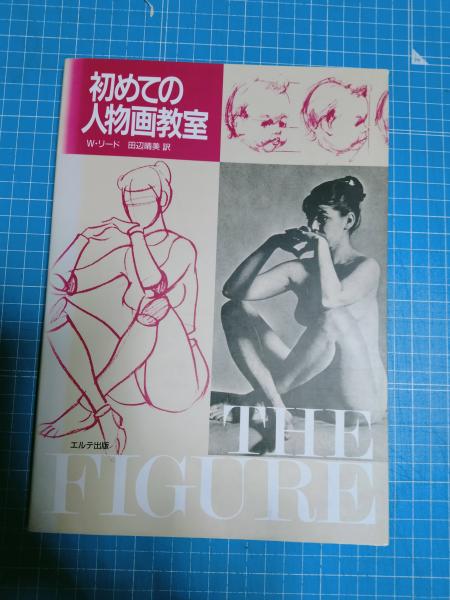 初めての
人物画教室
W・リード 田辺晴美 訳
エルテ出版
THE
FIGURE